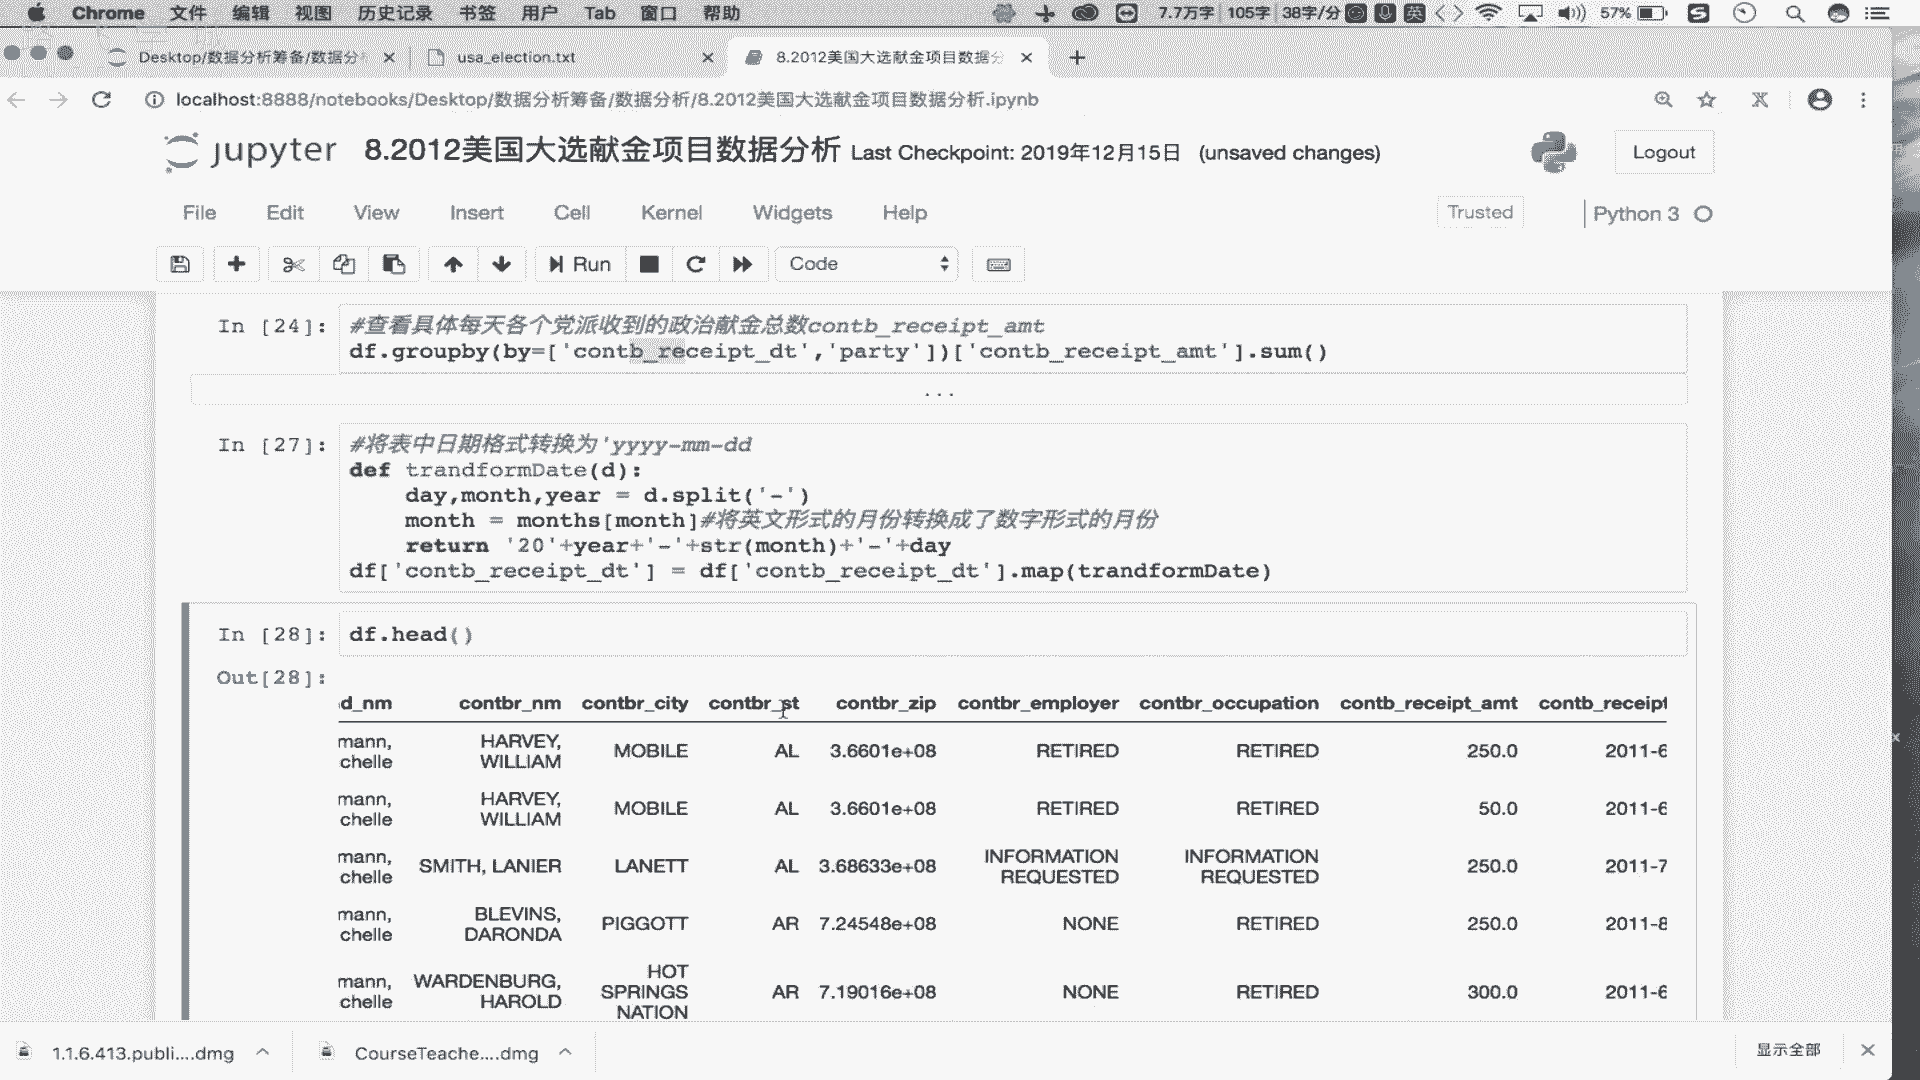 Chrome 文件 编辑 视图 历史记录 书签 用户 Tab 窗口 帮助 7.7万字 105字 38字/分 英 57%
Desktop/数据分析筹备/数据分 usa_election.txt 8.2012美国大选献金项目数据分
localhost:8888/notebooks/Desktop/数据分析筹备/数据分析/8.2012美国大选献金项目数据分析.ipynb
jupyter 8.2012美国大选献金项目数据分析 Last Checkpoint: 2019年12月15日 (unsaved changes) Logout
File Edit View Insert Cell Kernel Widgets Help Trusted Python 3
Run Code
In [24]: #查看具体每天各个党派收到的政治献金总数contb_receipt_amt
df.groupby(by=['contb_receipt_dt','party'])['contb_receipt_amt'].sum()
...
In [27]: #将表中日期格式转换为'yyyy-mm-dd
def trandformDate(d):
day,month,year = d.split('-')
month = months[month]#将英文形式的月份转换成了数字形式的月份
return '20'+year+'-'+str(month)+'-'+day
df['contb_receipt_dt'] = df['contb_receipt_dt'].map(trandformDate)
In [28]: df.head()
Out[28]:
d_nm contbr_nm contbr_city contbr_st contbr_zip contbr_employer contbr_occupation contb_receipt_amt contb_receipt
mann, HARVEY,
chelle WILLIAM MOBILE AL 3.6601e+08 RETIRED RETIRED 250.0 2011-6
mann, HARVEY,
chelle WILLIAM MOBILE AL 3.6601e+08 RETIRED RETIRED 50.0 2011-6
mann, INFORMATION INFORMATION
chelle SMITH, LANIER LANETT AL 3.68633e+08 REQUESTED REQUESTED 250.0 2011-7
mann, BLEVINS,
chelle DARONDA PIGGOTT AR 7.24548e+08 NONE RETIRED 250.0 2011-8
HOT
mann, WARDENBURG, SPRINGS AR 7.19016e+08 NONE RETIRED 300.0 2011-6
chelle HAROLD NATION
1.1.6.413.publi....dmg CourseTeache....dmg 显示全部